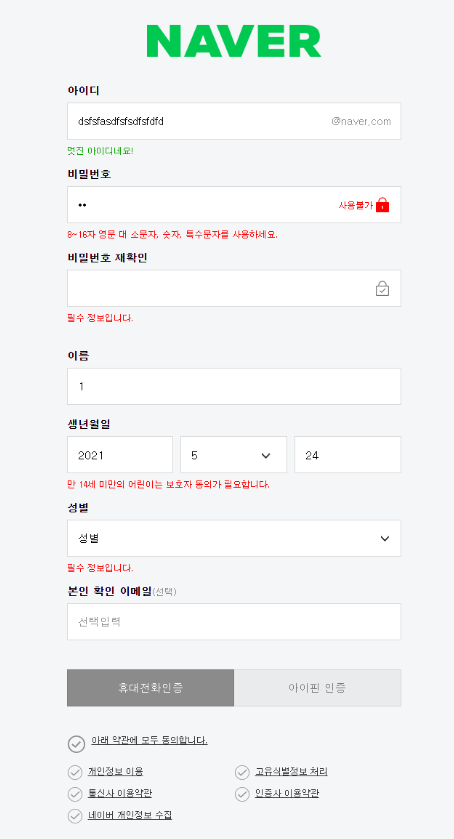 NAVER
아이디
dsfsfasdfsfsdfsfdfd @naver.com
멋진 아이디네요!
비밀번호
사용불가
8~16자 영문 대 소문자, 숫자, 특수문자를 사용하세요.
비밀번호 재확인
필수 정보입니다.
이름
1
생년월일
2021 5 24
만 14세 미만의 어린이는 보호자 동의가 필요합니다.
성별
성별
필수 정보입니다.
본인 확인 이메일(선택)
선택입력
휴대전화인증 아이핀 인증
아래 약관에 모두 동의합니다.
개인정보 이용 고유식별정보 처리
통신사 이용약관 인증사 이용약관
네이버 개인정보 수집